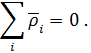 ∑_i ρ̅_i = 0 .